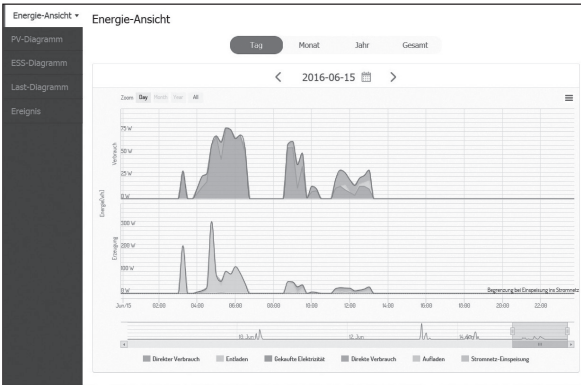 Energie-Ansicht ▾
PV-Diagramm
ESS-Diagramm
Last-Diagramm
Ereignis
Energie-Ansicht
Tag Monat Jahr Gesamt
2016-06-15
Zoom Day Month Year All
Energie[Wh]
Verbrauch
75 W
50 W
25 W
0 W
Erzeugung
300 W
200 W
100 W
0 W
Begrenzung bei Einspeisung ins Stromnetz
Jun/15 02:00 04:00 06:00 08:00 10:00 12:00 14:00 16:00 18:00 20:00 22:00
10. Jun 12. Jun 14. Jun
Direkter Verbrauch Entladen Gekaufte Elektrizität Direkte Verbrauch Aufladen Stromnetz-Einspeisung